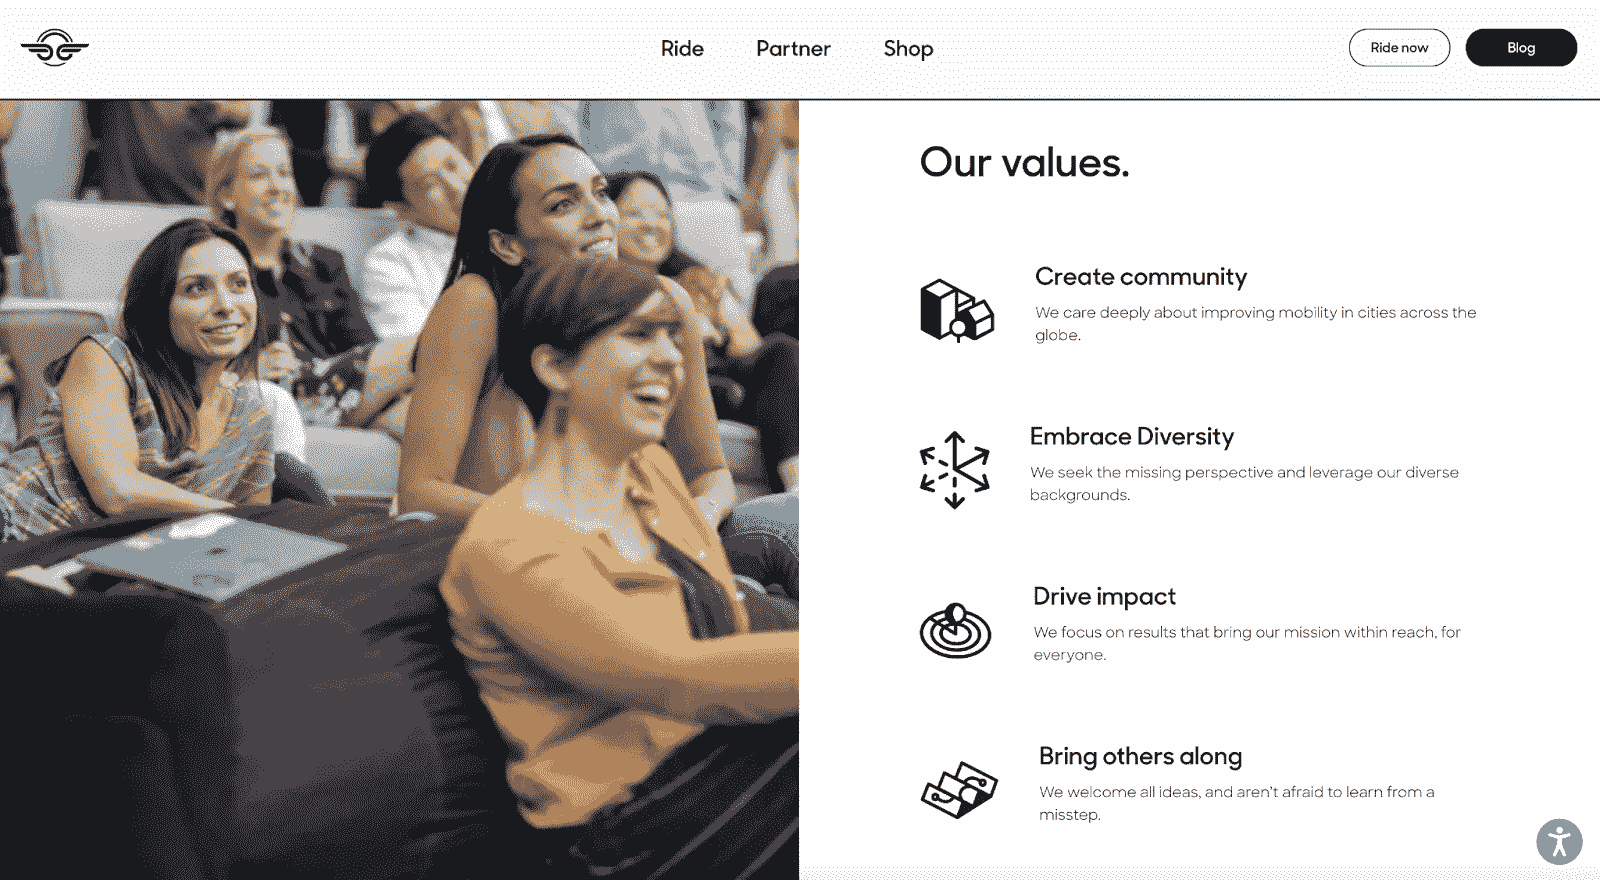 Ride
Partner
Shop
Ride now
Blog
Our values.
Create community
We care deeply about improving mobility in cities across the
globe.
Embrace Diversity
We seek the missing perspective and leverage our diverse
backgrounds.
Drive impact
We focus on results that bring our mission within reach, for
everyone.
Bring others along
We welcome all ideas, and aren't afraid to learn from a
misstep.